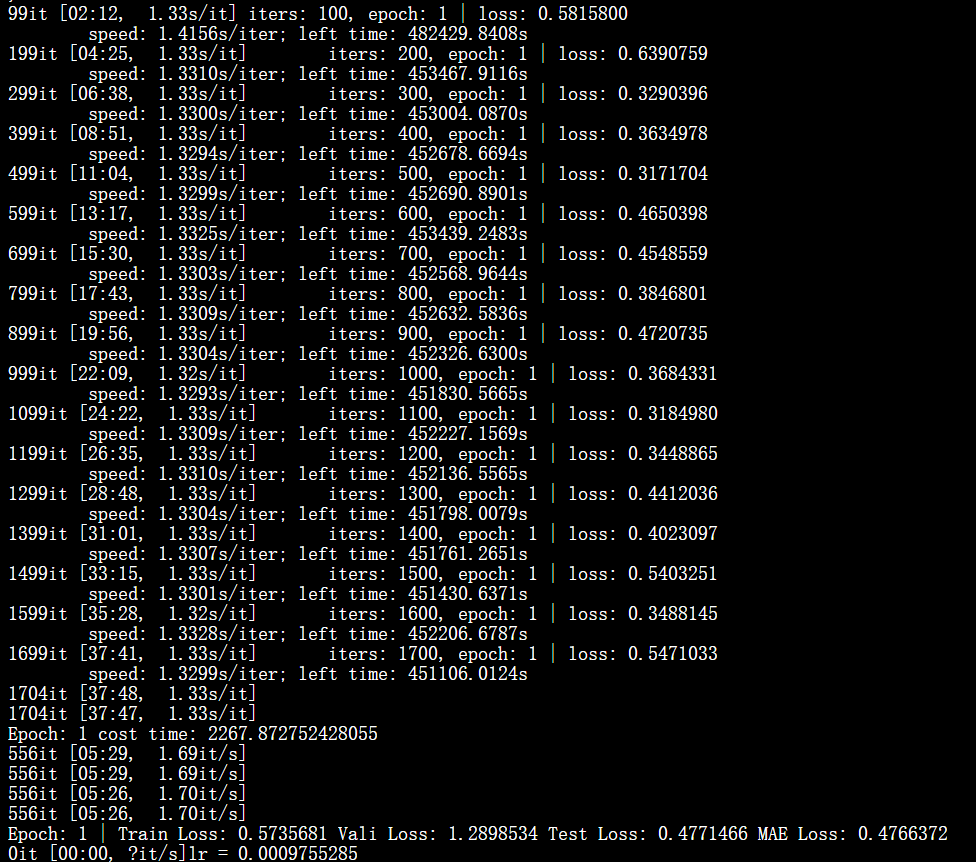 99it [02:12,  1.33s/it] iters: 100, epoch: 1 | loss: 0.5815800
speed: 1.4156s/iter; left time: 482429.8408s
199it [04:25,  1.33s/it] iters: 200, epoch: 1 | loss: 0.6390759
speed: 1.3310s/iter; left time: 453467.9116s
299it [06:38,  1.33s/it] iters: 300, epoch: 1 | loss: 0.3290396
speed: 1.3300s/iter; left time: 453004.0870s
399it [08:51,  1.33s/it] iters: 400, epoch: 1 | loss: 0.3634978
speed: 1.3294s/iter; left time: 452678.6694s
499it [11:04,  1.33s/it] iters: 500, epoch: 1 | loss: 0.3171704
speed: 1.3299s/iter; left time: 452690.8901s
599it [13:17,  1.33s/it] iters: 600, epoch: 1 | loss: 0.4650398
speed: 1.3325s/iter; left time: 453439.2483s
699it [15:30,  1.33s/it] iters: 700, epoch: 1 | loss: 0.4548559
speed: 1.3303s/iter; left time: 452568.9644s
799it [17:43,  1.33s/it] iters: 800, epoch: 1 | loss: 0.3846801
speed: 1.3309s/iter; left time: 452632.5836s
899it [19:56,  1.33s/it] iters: 900, epoch: 1 | loss: 0.4720735
speed: 1.3304s/iter; left time: 452326.6300s
999it [22:09,  1.32s/it] iters: 1000, epoch: 1 | loss: 0.3684331
speed: 1.3293s/iter; left time: 451830.5665s
1099it [24:22,  1.33s/it] iters: 1100, epoch: 1 | loss: 0.3184980
speed: 1.3309s/iter; left time: 452227.1569s
1199it [26:35,  1.33s/it] iters: 1200, epoch: 1 | loss: 0.3448865
speed: 1.3310s/iter; left time: 452136.5565s
1299it [28:48,  1.33s/it] iters: 1300, epoch: 1 | loss: 0.4412036
speed: 1.3304s/iter; left time: 451798.0079s
1399it [31:01,  1.33s/it] iters: 1400, epoch: 1 | loss: 0.4023097
speed: 1.3307s/iter; left time: 451761.2651s
1499it [33:15,  1.33s/it] iters: 1500, epoch: 1 | loss: 0.5403251
speed: 1.3301s/iter; left time: 451430.6371s
1599it [35:28,  1.32s/it] iters: 1600, epoch: 1 | loss: 0.3488145
speed: 1.3328s/iter; left time: 452206.6787s
1699it [37:41,  1.33s/it] iters: 1700, epoch: 1 | loss: 0.5471033
speed: 1.3299s/iter; left time: 451106.0124s
1704it [37:48,  1.33s/it]
1704it [37:47,  1.33s/it]
Epoch: 1 cost time: 2267.872752428055
556it [05:29,  1.69it/s]
556it [05:29,  1.69it/s]
556it [05:26,  1.70it/s]
556it [05:26,  1.70it/s]
Epoch: 1 | Train Loss: 0.5735681 Vali Loss: 1.2898534 Test Loss: 0.4771466 MAE Loss: 0.4766372
0it [00:00, ?it/s]lr = 0.0009755285